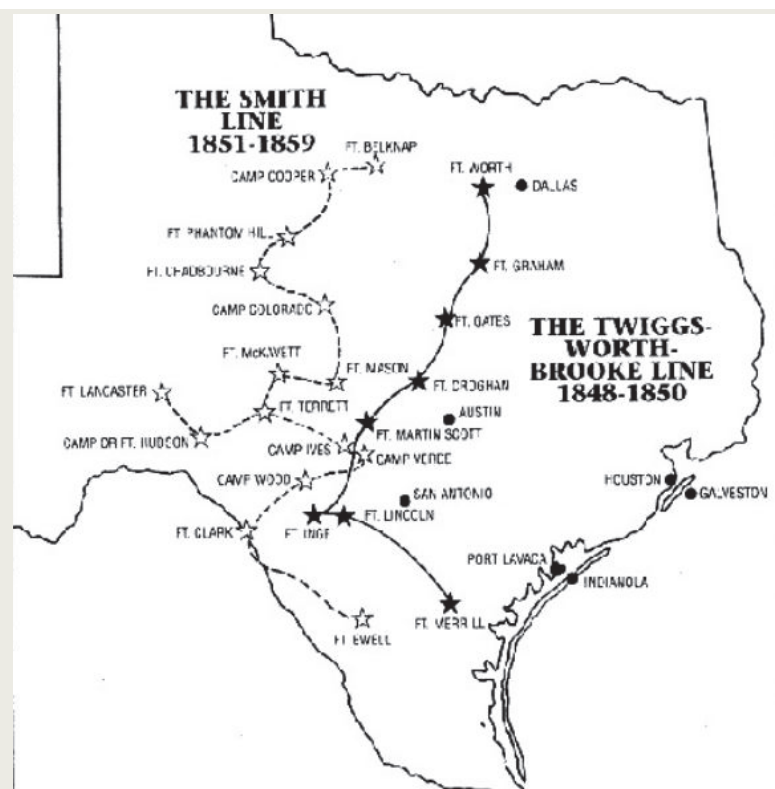 THE SMITH
LINE
1851-1859
FT. BELKNAP
CAMP COOPER
FT. WORTH
DALLAS
FT. PHANTOM HILL
FT. CHADBOURNE
FT. GRAHAM
CAMP COLORADO
FT. GATES
THE TWIGGS-
WORTH-
BROOKE LINE
1848-1850
FT. McKAVETT
FT. MASON
FT. LANCASTER
FT. CROGHAN
FT. TERRETT
AUSTIN
CAMP OR FT. HUDSON
FT. MARTIN SCOTT
CAMP IVES
CAMP VERDE
CAMP WOOD
HOUSTON
GALVESTON
SAN ANTONIO
FT. CLARK
FT. INGE
FT. LINCOLN
PORT LAVACA
INDIANOLA
FT. MERRILL
FT. EWELL